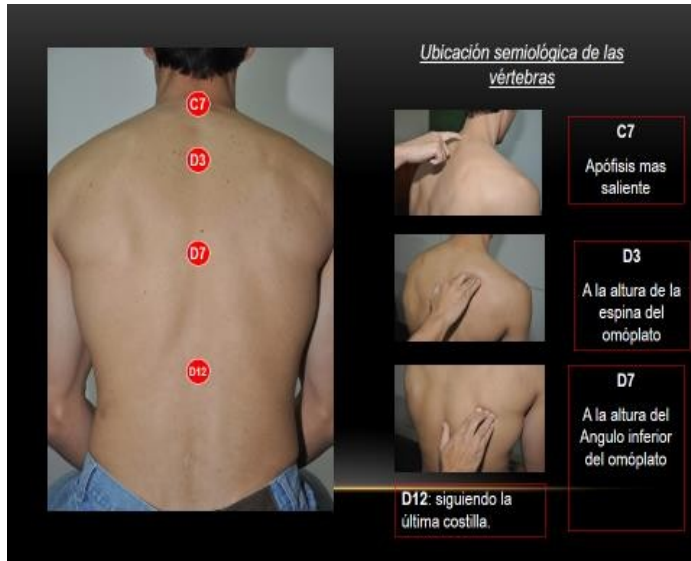 Ubicación semiológica de las
vértebras
C7
D3
D7
D12
C7
Apófisis mas
saliente
D3
A la altura de la
espina del
omóplato
D7
A la altura del
Angulo inferior
del omóplato
D12: siguiendo la
última costilla.